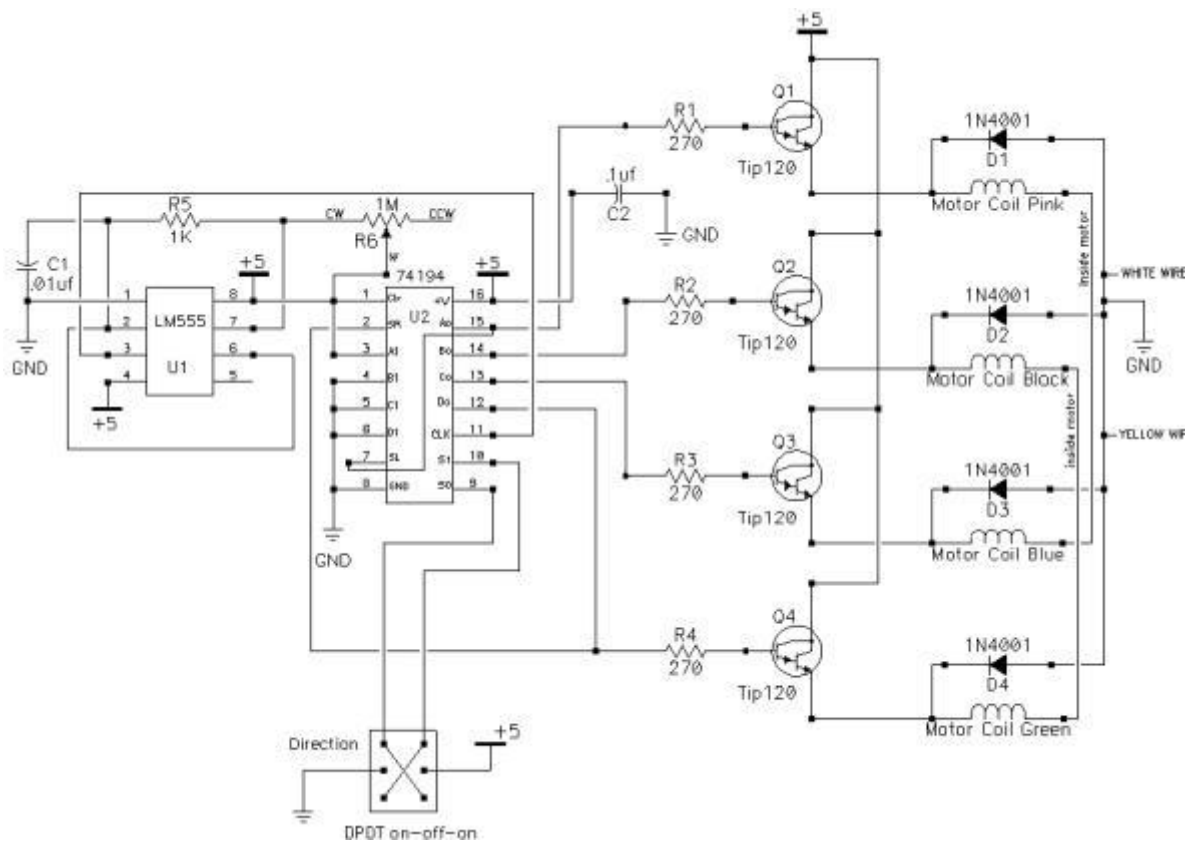 +5
Q1
R1
270
Tip120
1N4001
D1
Motor Coil Pink
.1uf
C2
GND
R5
1K
CW
1M
CCW
R6
C1
.01uf
GND
+5
1
2
3
4
LM555
U1
8
7
6
5
+5
74194
U2
+5
1
2
3
4
5
6
7
8
Clr
SR
A1
B1
C1
D1
SL
GND
+V
Ao
Bo
Co
Do
CLK
S1
S0
16
15
14
13
12
11
10
9
GND
Q2
R2
270
Tip120
1N4001
D2
Motor Coil Black
inside motor
inside motor
WHITE WIRE
GND
YELLOW WIR
Q3
R3
270
Tip120
1N4001
D3
Motor Coil Blue
Q4
R4
270
Tip120
1N4001
D4
Motor Coil Green
Direction
+5
DPDT on-off-on